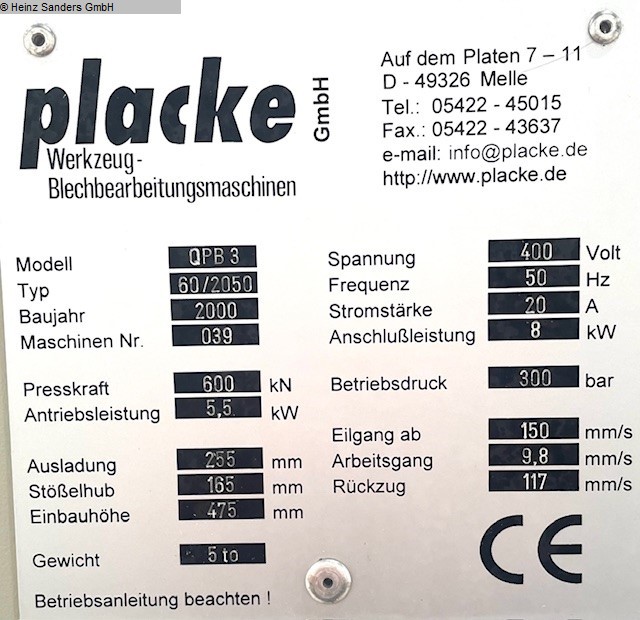 © Heinz Sanders GmbH
placke GmbH
Werkzeug-
Blechbearbeitungsmaschinen
Auf dem Platen 7 – 11
D - 49326 Melle
Tel.: 05422 - 45015
Fax.: 05422 - 43637
e-mail: info@placke.de
http://www.placke.de
Modell QPB 3
Typ 60/2050
Baujahr 2000
Maschinen Nr. 039
Presskraft 600 kN
Antriebsleistung 5,5 kW
Ausladung 255 mm
Stößelhub 165 mm
Einbauhöhe 475 mm
Gewicht 5 to
Betriebsanleitung beachten !
Spannung 400 Volt
Frequenz 50 Hz
Stromstärke 20 A
Anschlußleistung 8 kW
Betriebsdruck 300 bar
Eilgang ab 150 mm/s
Arbeitsgang 9,8 mm/s
Rückzug 117 mm/s
CE